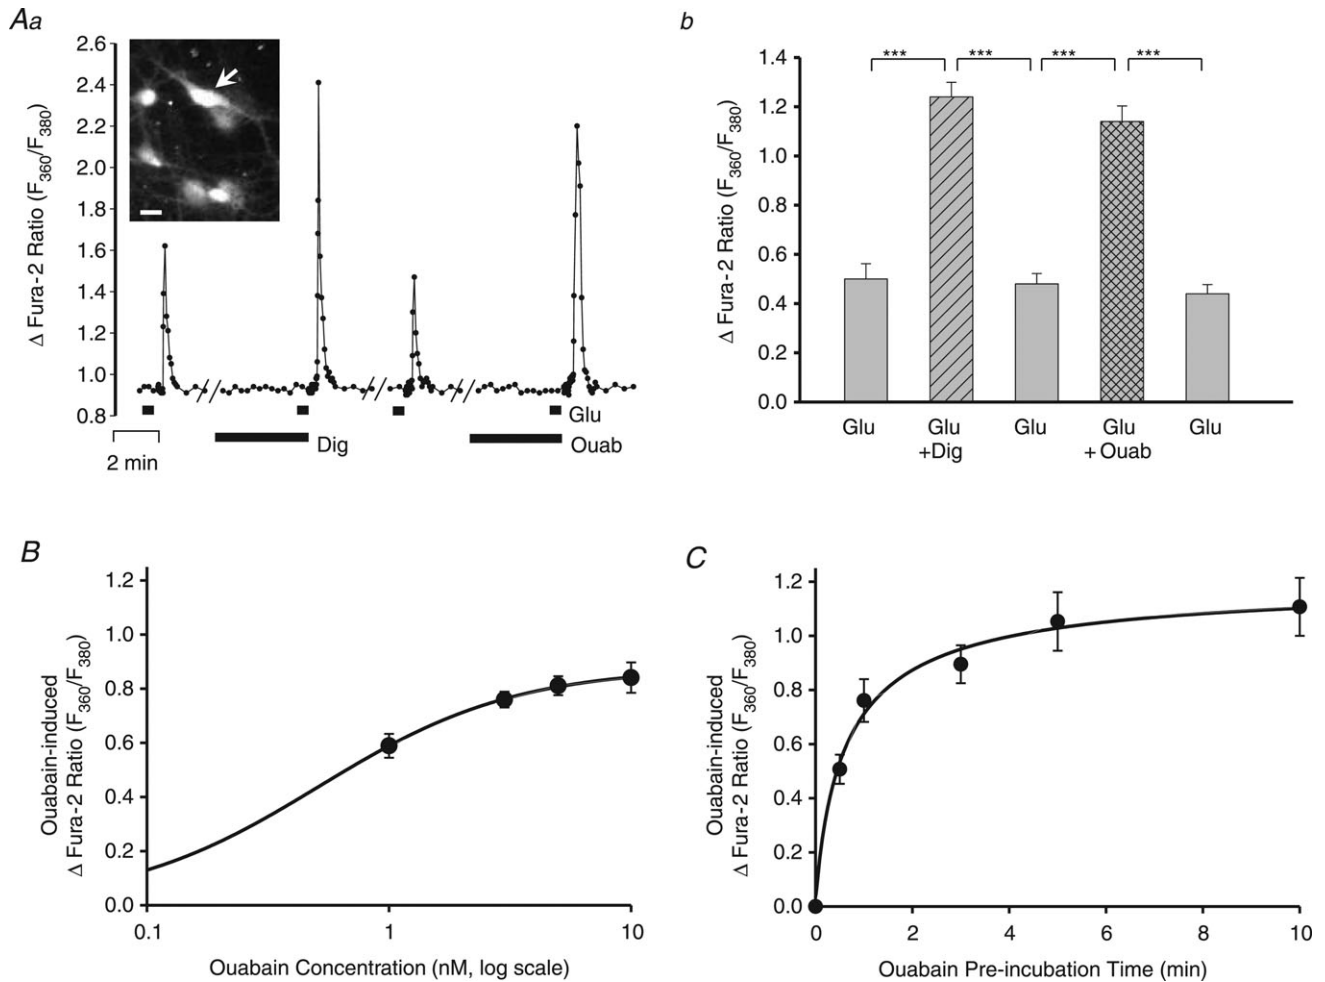 Aa
2.6
2.4
2.2
2.0
1.8
1.6
1.4
1.2
1.0
0.8
Δ Fura-2 Ratio (F360/F380)
Glu
Dig
Ouab
2 min
b
1.4
1.2
1.0
0.8
0.6
0.4
0.2
0.0
Δ Fura-2 Ratio (F360/F380)
*** *** *** ***
Glu Glu Glu Glu Glu
+Dig + Ouab
B
1.2
1.0
0.8
0.6
0.4
0.2
0.0
Ouabain-induced
Δ Fura-2 Ratio (F360/F380)
0.1 1 10
Ouabain Concentration (nM, log scale)
C
1.2
1.0
0.8
0.6
0.4
0.2
0.0
Ouabain-induced
Δ Fura-2 Ratio (F360/F380)
0 2 4 6 8 10
Ouabain Pre-incubation Time (min)